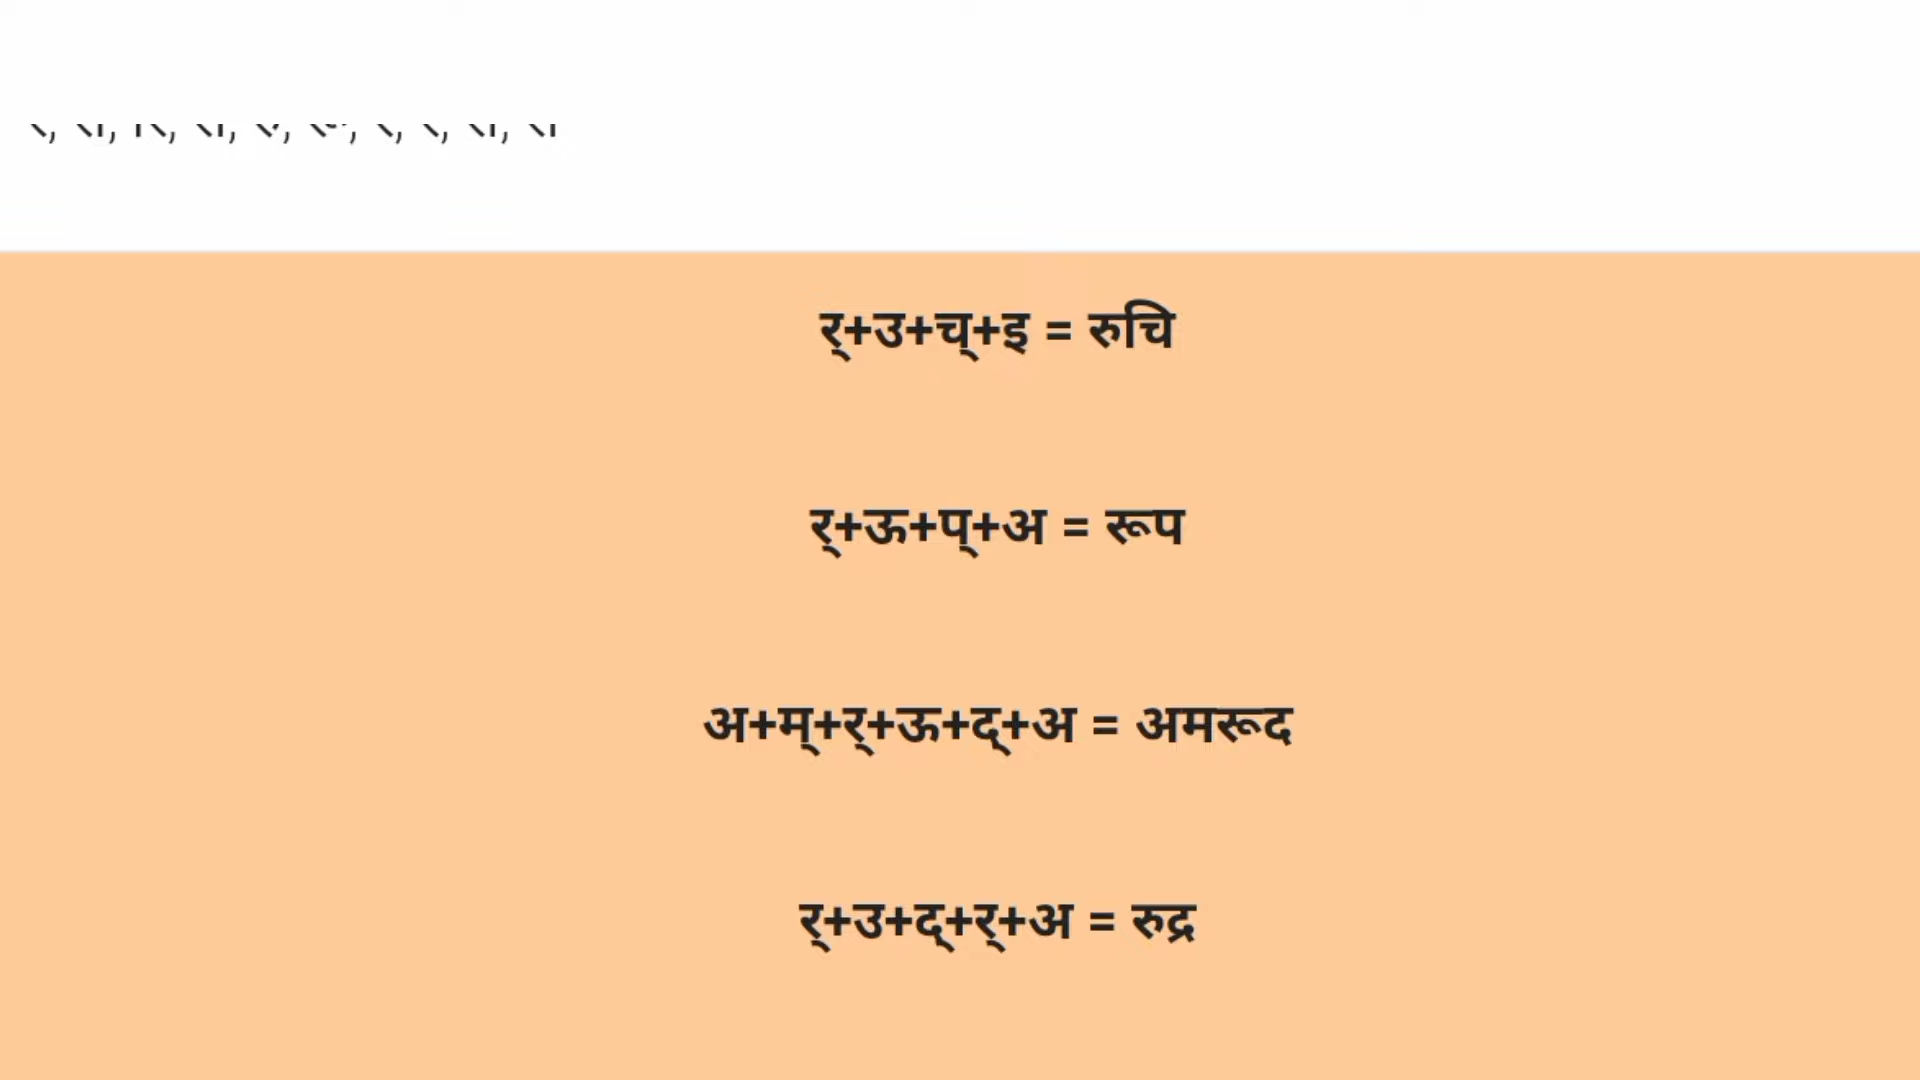 र्+उ+च्+इ = रुचि
र्+ऊ+प्+अ = रूप
अ+म्+र्+ऊ+द्+अ = अमरूद
र्+उ+द्+र्+अ = रुद्र